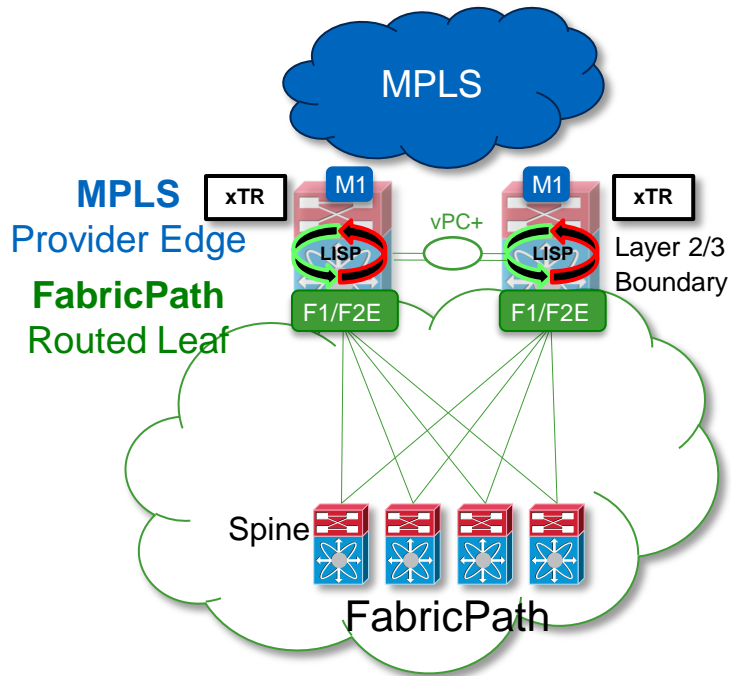 MPLS
M1
M1
MPLS
Provider Edge
xTR
xTR
vPC+
LISP
LISP
Layer 2/3
Boundary
FabricPath
Routed Leaf
F1/F2E
F1/F2E
Spine
FabricPath